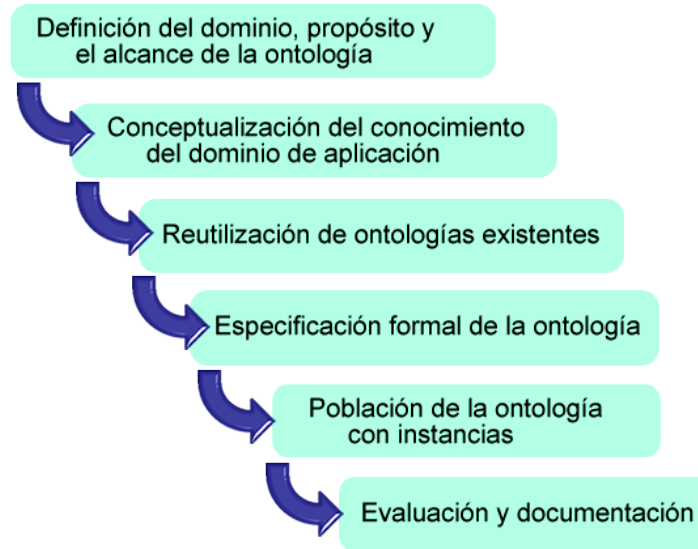 Definición del dominio, propósito y
el alcance de la ontología
Conceptualización del conocimiento
del dominio de aplicación
Reutilización de ontologías existentes
Especificación formal de la ontología
Población de la ontología
con instancias
Evaluación y documentación